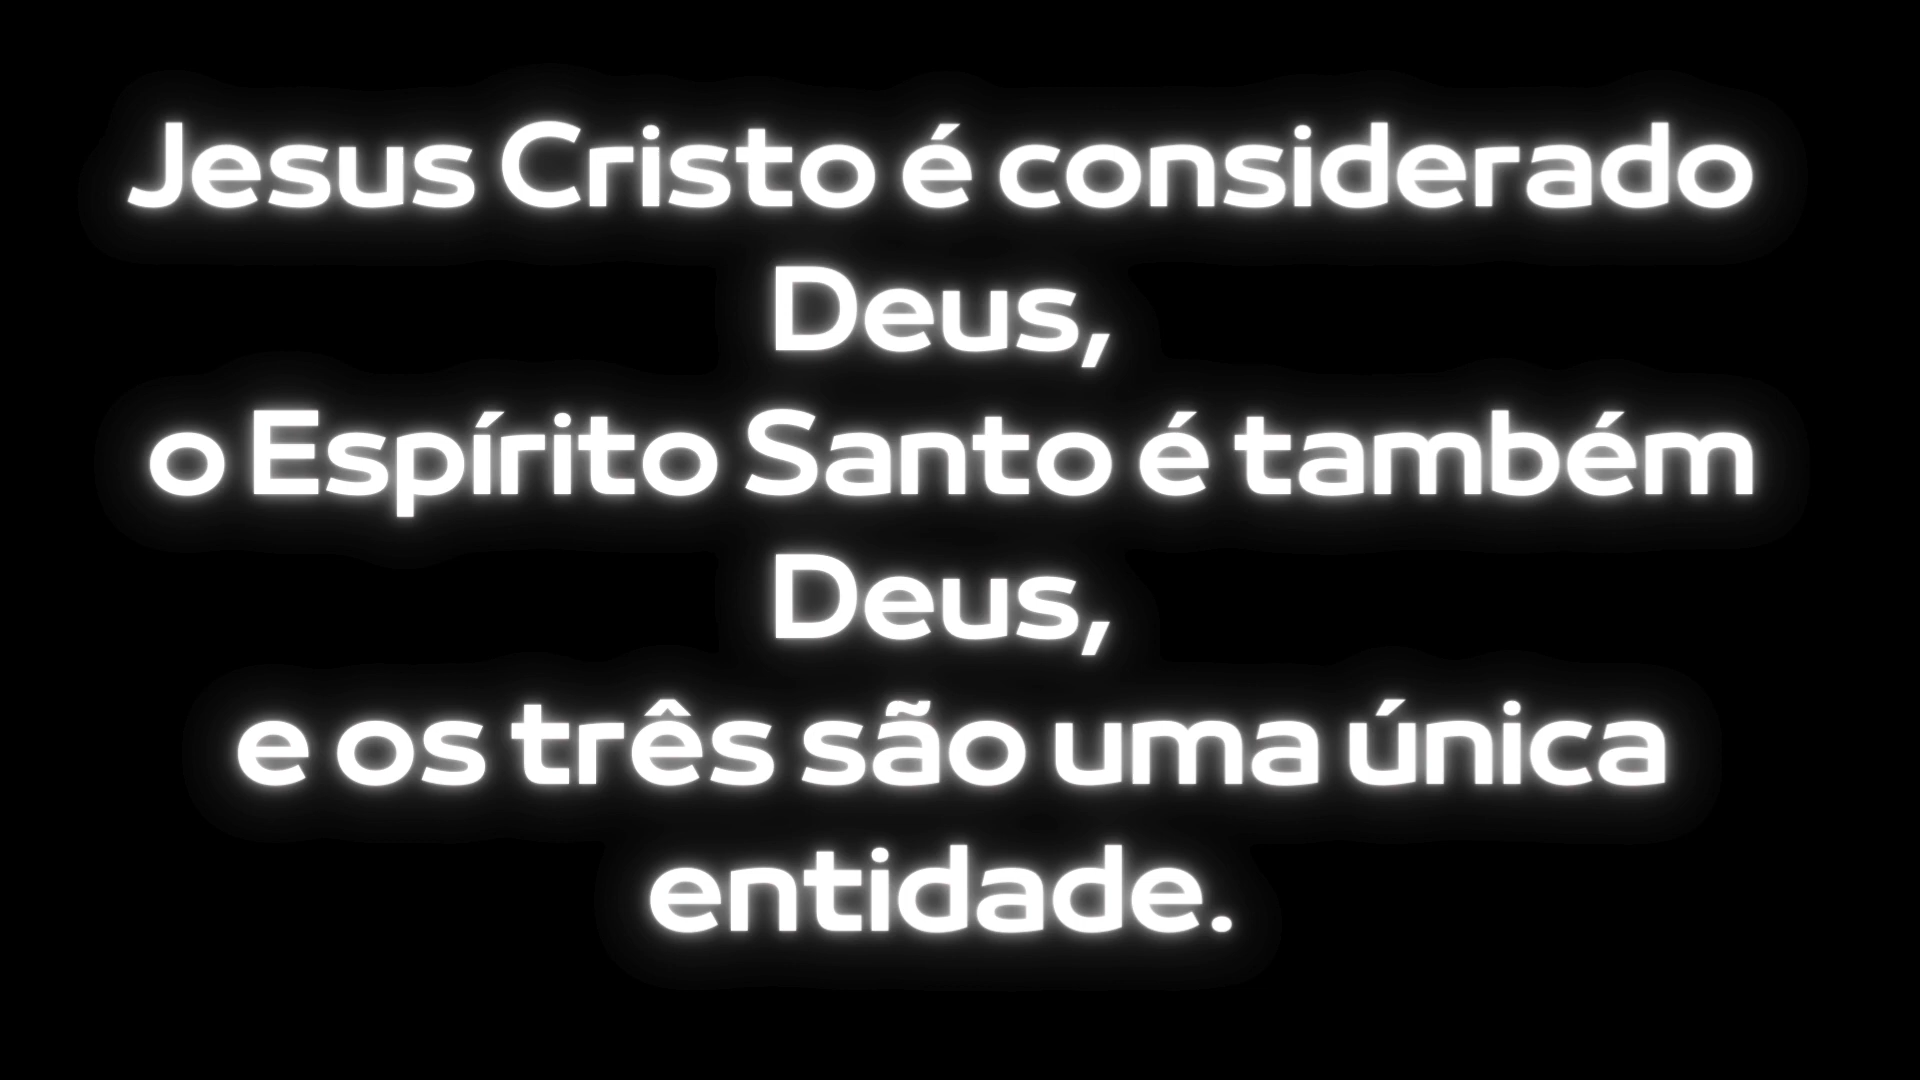 Jesus Cristo é considerado
Deus,
o Espírito Santo é também
Deus,
e os três são uma única
entidade.